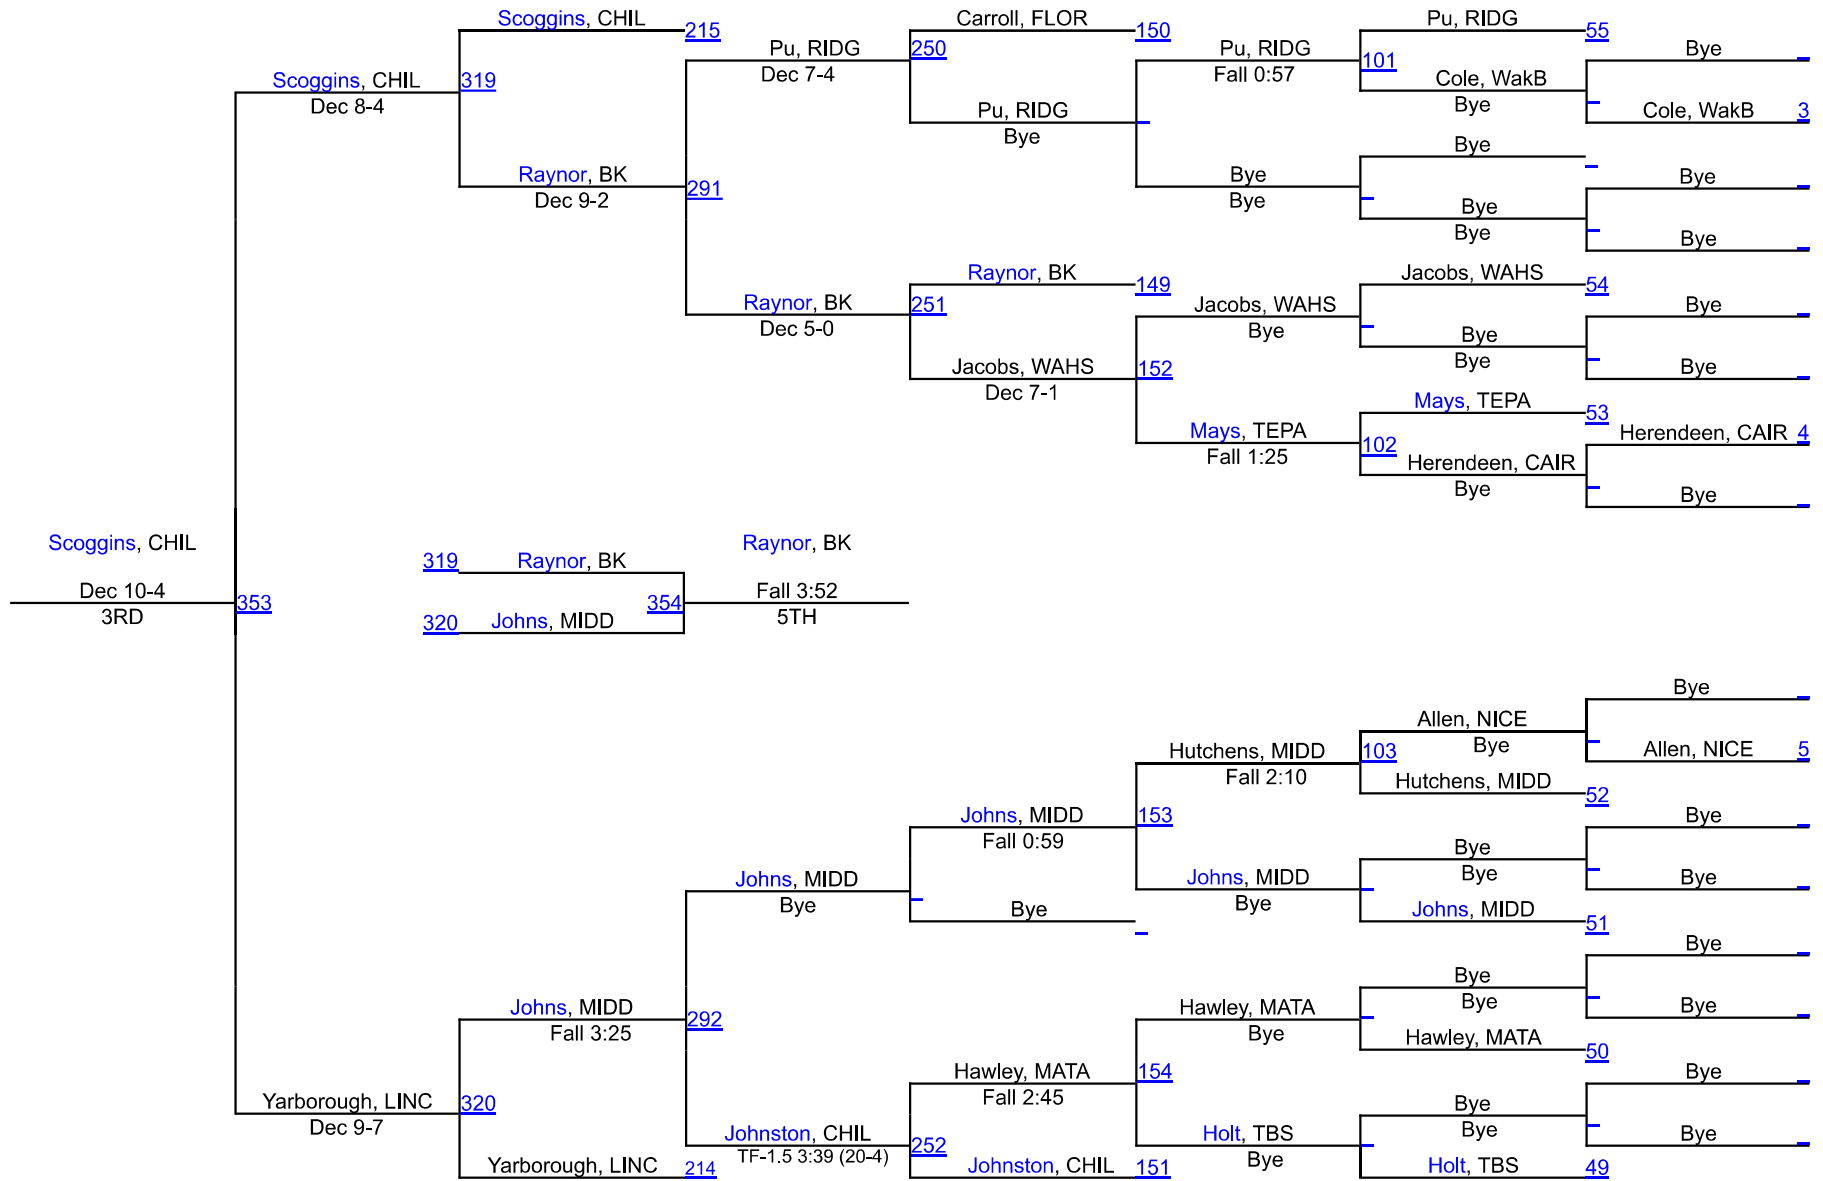 Scoggins, CHIL
215
Carroll, FLOR
150
Pu, RIDG
55
Pu, RIDG
Dec 7-4
250
Pu, RIDG
Fall 0:57
101
Bye
Scoggins, CHIL
Dec 8-4
319
Cole, WakB
Bye
Pu, RIDG
Bye
Cole, WakB
3
Bye
Raynor, BK
Dec 9-2
291
Bye
Bye
Bye
Bye
Bye
Bye
Raynor, BK
149
Jacobs, WAHS
54
Raynor, BK
Dec 5-0
251
Jacobs, WAHS
Bye
Bye
Bye
Bye
Jacobs, WAHS
Dec 7-1
152
Bye
Mays, TEPA
53
Mays, TEPA
Fall 1:25
102
Herendeen, CAIR
4
Herendeen, CAIR
Bye
Bye
Scoggins, CHIL
Dec 10-4
3RD
353
319
Raynor, BK
Raynor, BK
Fall 3:52
5TH
354
320
Johns, MIDD
Bye
Allen, NICE
Bye
Hutchens, MIDD
Fall 2:10
103
Allen, NICE
5
Hutchens, MIDD
52
Johns, MIDD
Fall 0:59
153
Bye
Bye
Bye
Johns, MIDD
Bye
Johns, MIDD
Bye
Bye
Bye
Johns, MIDD
51
Bye
Bye
Bye
Johns, MIDD
Fall 3:25
292
Hawley, MATA
Bye
Bye
Hawley, MATA
50
Hawley, MATA
Fall 2:45
154
Bye
Yarborough, LINC
Dec 9-7
320
Bye
Bye
Johnston, CHIL
TF-1.5 3:39 (20-4)
252
Holt, TBS
Bye
Bye
Yarborough, LINC
214
Johnston, CHIL
151
Holt, TBS
49